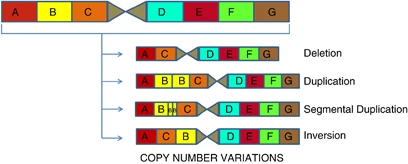 A B C D E F G
A C D E F G Deletion
A B B C D E F G Duplication
A B C D E F G Segmental Duplication
A C B D E F G Inversion
COPY NUMBER VARIATIONS